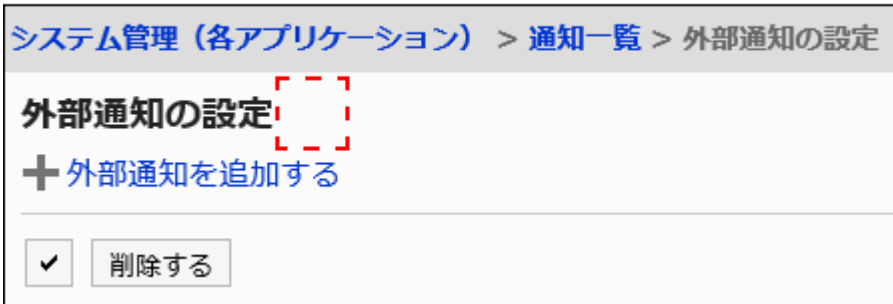 システム管理（各アプリケーション） > 通知一覧 > 外部通知の設定
外部通知の設定
外部通知を追加する
削除する